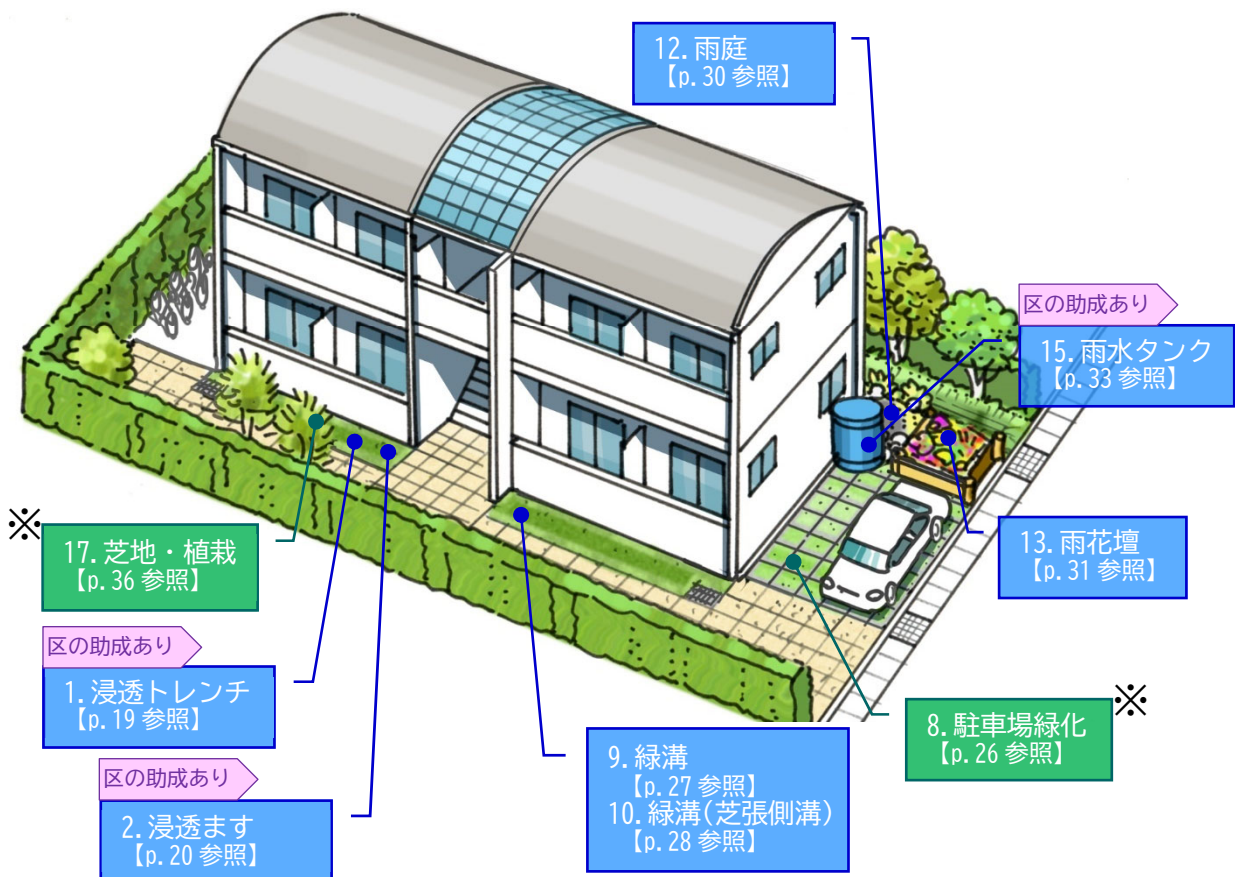 12.雨庭
【p.30 参照】
区の助成あり
15.雨水タンク
【p.33 参照】
13.雨花壇
【p.31 参照】
※
17.芝地・植栽
【p.36 参照】
区の助成あり
1.浸透トレンチ
【p.19 参照】
区の助成あり
2.浸透ます
【p.20 参照】
9.緑溝
【p.27 参照】
10.緑溝(芝張側溝)
【p.28 参照】
※
8.駐車場緑化
【p.26 参照】